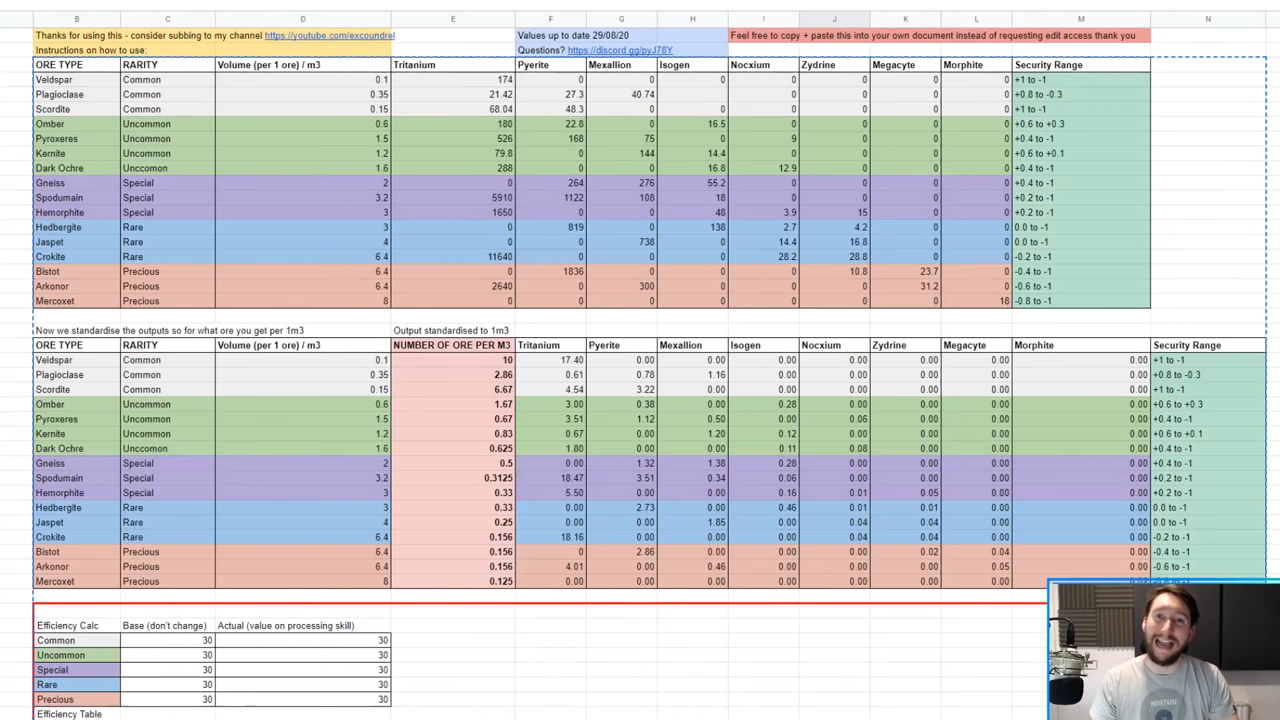 Thanks for using this - consider subbing to my channel https://youtube.com/excoundrel Values up to date 29/08/20 Feel free to copy + paste this into your own document instead of requesting edit access thank you
Instructions on how to use: Questions? https://discord.gg/pyJ78Y
ORE TYPE RARITY Volume (per 1 ore) / m3 Tritanium Pyerite Mexallion Isogen Nocxium Zydrine Megacyte Morphite Security Range
Veldspar Common 0.1 174 0 0 0 0 0 0 0 +1 to -1
Plagioclase Common 0.35 21.42 27.3 40.74 0 0 0 0 +0.8 to -0.3
Scordite Common 0.15 68.04 48.3 0 0 0 0 0 0 +1 to -1
Omber Uncommon 0.6 180 22.8 0 16.5 0 0 0 0 +0.6 to +0.3
Pyroxeres Uncommon 1.5 526 168 75 0 9 0 0 0 +0.4 to -1
Kernite Uncommon 1.2 79.8 0 144 14.4 0 0 0 0 +0.6 to +0.1
Dark Ochre Unccomon 1.6 288 0 0 16.8 12.9 0 0 0 +0.4 to -1
Gneiss Special 2 0 264 276 55.2 0 0 0 0 +0.4 to -1
Spodumain Special 3.2 5910 1122 108 18 0 0 0 0 +0.2 to -1
Hemorphite Special 3 1650 0 0 48 3.9 15 0 0 +0.2 to -1
Hedbergite Rare 3 0 819 0 138 2.7 4.2 0 0 0.0 to -1
Jaspet Rare 4 0 0 738 0 14.4 16.8 0 0 0.0 to -1
Crokite Rare 6.4 11640 0 0 0 28.2 28.8 0 0 -0.2 to -1
Bistot Precious 6.4 0 1836 0 0 0 10.8 23.7 0 -0.4 to -1
Arkonor Precious 6.4 2640 0 300 0 0 0 31.2 0 -0.6 to -1
Mercoxet Precious 8 0 0 0 0 0 0 0 18 -0.8 to -1
Now we standardise the outputs so for what ore you get per 1m3 Output standardised to 1m3
ORE TYPE RARITY Volume (per 1 ore) / m3 NUMBER OF ORE PER M3 Tritanium Pyerite Mexallion Isogen Nocxium Zydrine Megacyte Morphite Security Range
Veldspar Common 0.1 10 17.40 0.00 0.00 0.00 0.00 0.00 0.00 0.00 +1 to -1
Plagioclase Common 0.35 2.86 0.61 0.78 1.16 0.00 0.00 0.00 0.00 0.00 +0.8 to -0.3
Scordite Common 0.15 6.67 4.54 3.22 0.00 0.00 0.00 0.00 0.00 0.00 +1 to -1
Omber Uncommon 0.6 1.67 3.00 0.38 0.00 0.28 0.00 0.00 0.00 0.00 +0.6 to +0.3
Pyroxeres Uncommon 1.5 0.67 3.51 1.12 0.50 0.00 0.06 0.00 0.00 0.00 +0.4 to -1
Kernite Uncommon 1.2 0.83 0.67 0.00 1.20 0.12 0.00 0.00 0.00 0.00 +0.6 to +0.1
Dark Ochre Unccomon 1.6 0.625 1.80 0.00 0.00 0.11 0.08 0.00 0.00 0.00 +0.4 to -1
Gneiss Special 2 0.5 0.00 1.32 1.38 0.28 0.00 0.00 0.00 0.00 +0.4 to -1
Spodumain Special 3.2 0.3125 18.47 3.51 0.34 0.06 0.00 0.00 0.00 0.00 +0.2 to -1
Hemorphite Special 3 0.33 5.50 0.00 0.00 0.16 0.01 0.05 0.00 0.00 +0.2 to -1
Hedbergite Rare 3 0.33 0.00 2.73 0.00 0.46 0.01 0.01 0.00 0.00 0.0 to -1
Jaspet Rare 4 0.25 0.00 0.00 1.85 0.00 0.04 0.04 0.00 0.00 0.0 to -1
Crokite Rare 6.4 0.156 18.16 0.00 0.00 0.00 0.04 0.04 0.00 0.00 -0.2 to -1
Bistot Precious 6.4 0.156 0 2.86 0.00 0.00 0.00 0.02 0.04 0.00 -0.4 to -1
Arkonor Precious 6.4 0.156 4.01 0.00 0.46 0.00 0.00 0.00 0.05 0.00 -0.6 to -1
Mercoxet Precious 8 0.125 0.00 0.00 0.00 0.00 0.00 0.00 0.00
Efficiency Calc Base (don't change) Actual (value on processing skill)
Common 30 30
Uncommon 30 30
Special 30 30
Rare 30 30
Precious 30 30
Efficiency Table